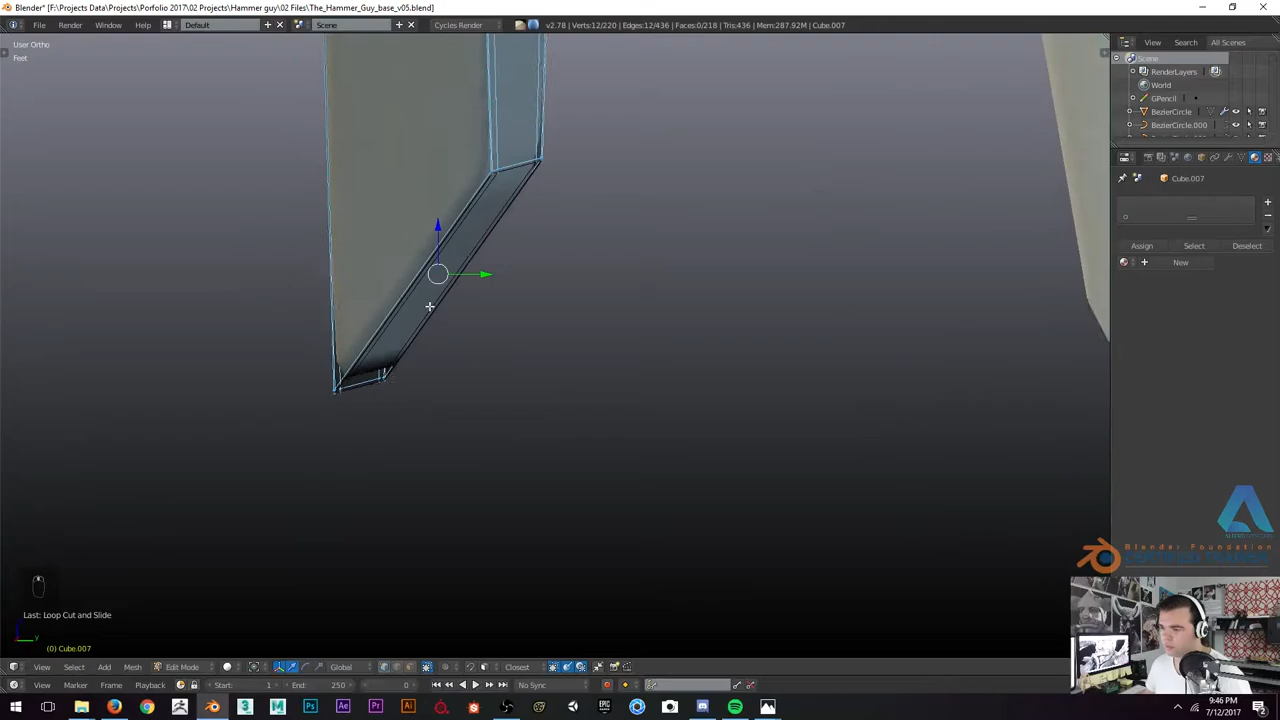 Blender* [F:\Projects Data\Projects\Porfolio 2017\02 Projects\Hammer guy\02 Files\The_Hammer_Guy_base_v05.blend]
File Render Window Help Default Scene Cycles Render v2.78 | Verts:12/220 | Edges:12/436 | Faces:0/218 | Tris:436 | Mem:287.92M | Cube.007
View Search All Scenes
User Ortho
Feet
Scene
RenderLayers
World
GPencil
BezierCircle
BezierCircle.000
Cube.007
Assign Select Deselect
New
Blender Foundation
Last: Loop Cut and Slide
(0) Cube.007
View Select Add Mesh Edit Mode Global Closest
View Marker Frame Playback Start: 1 End: 250 0 No Sync
9:46 PM
7/12/2017